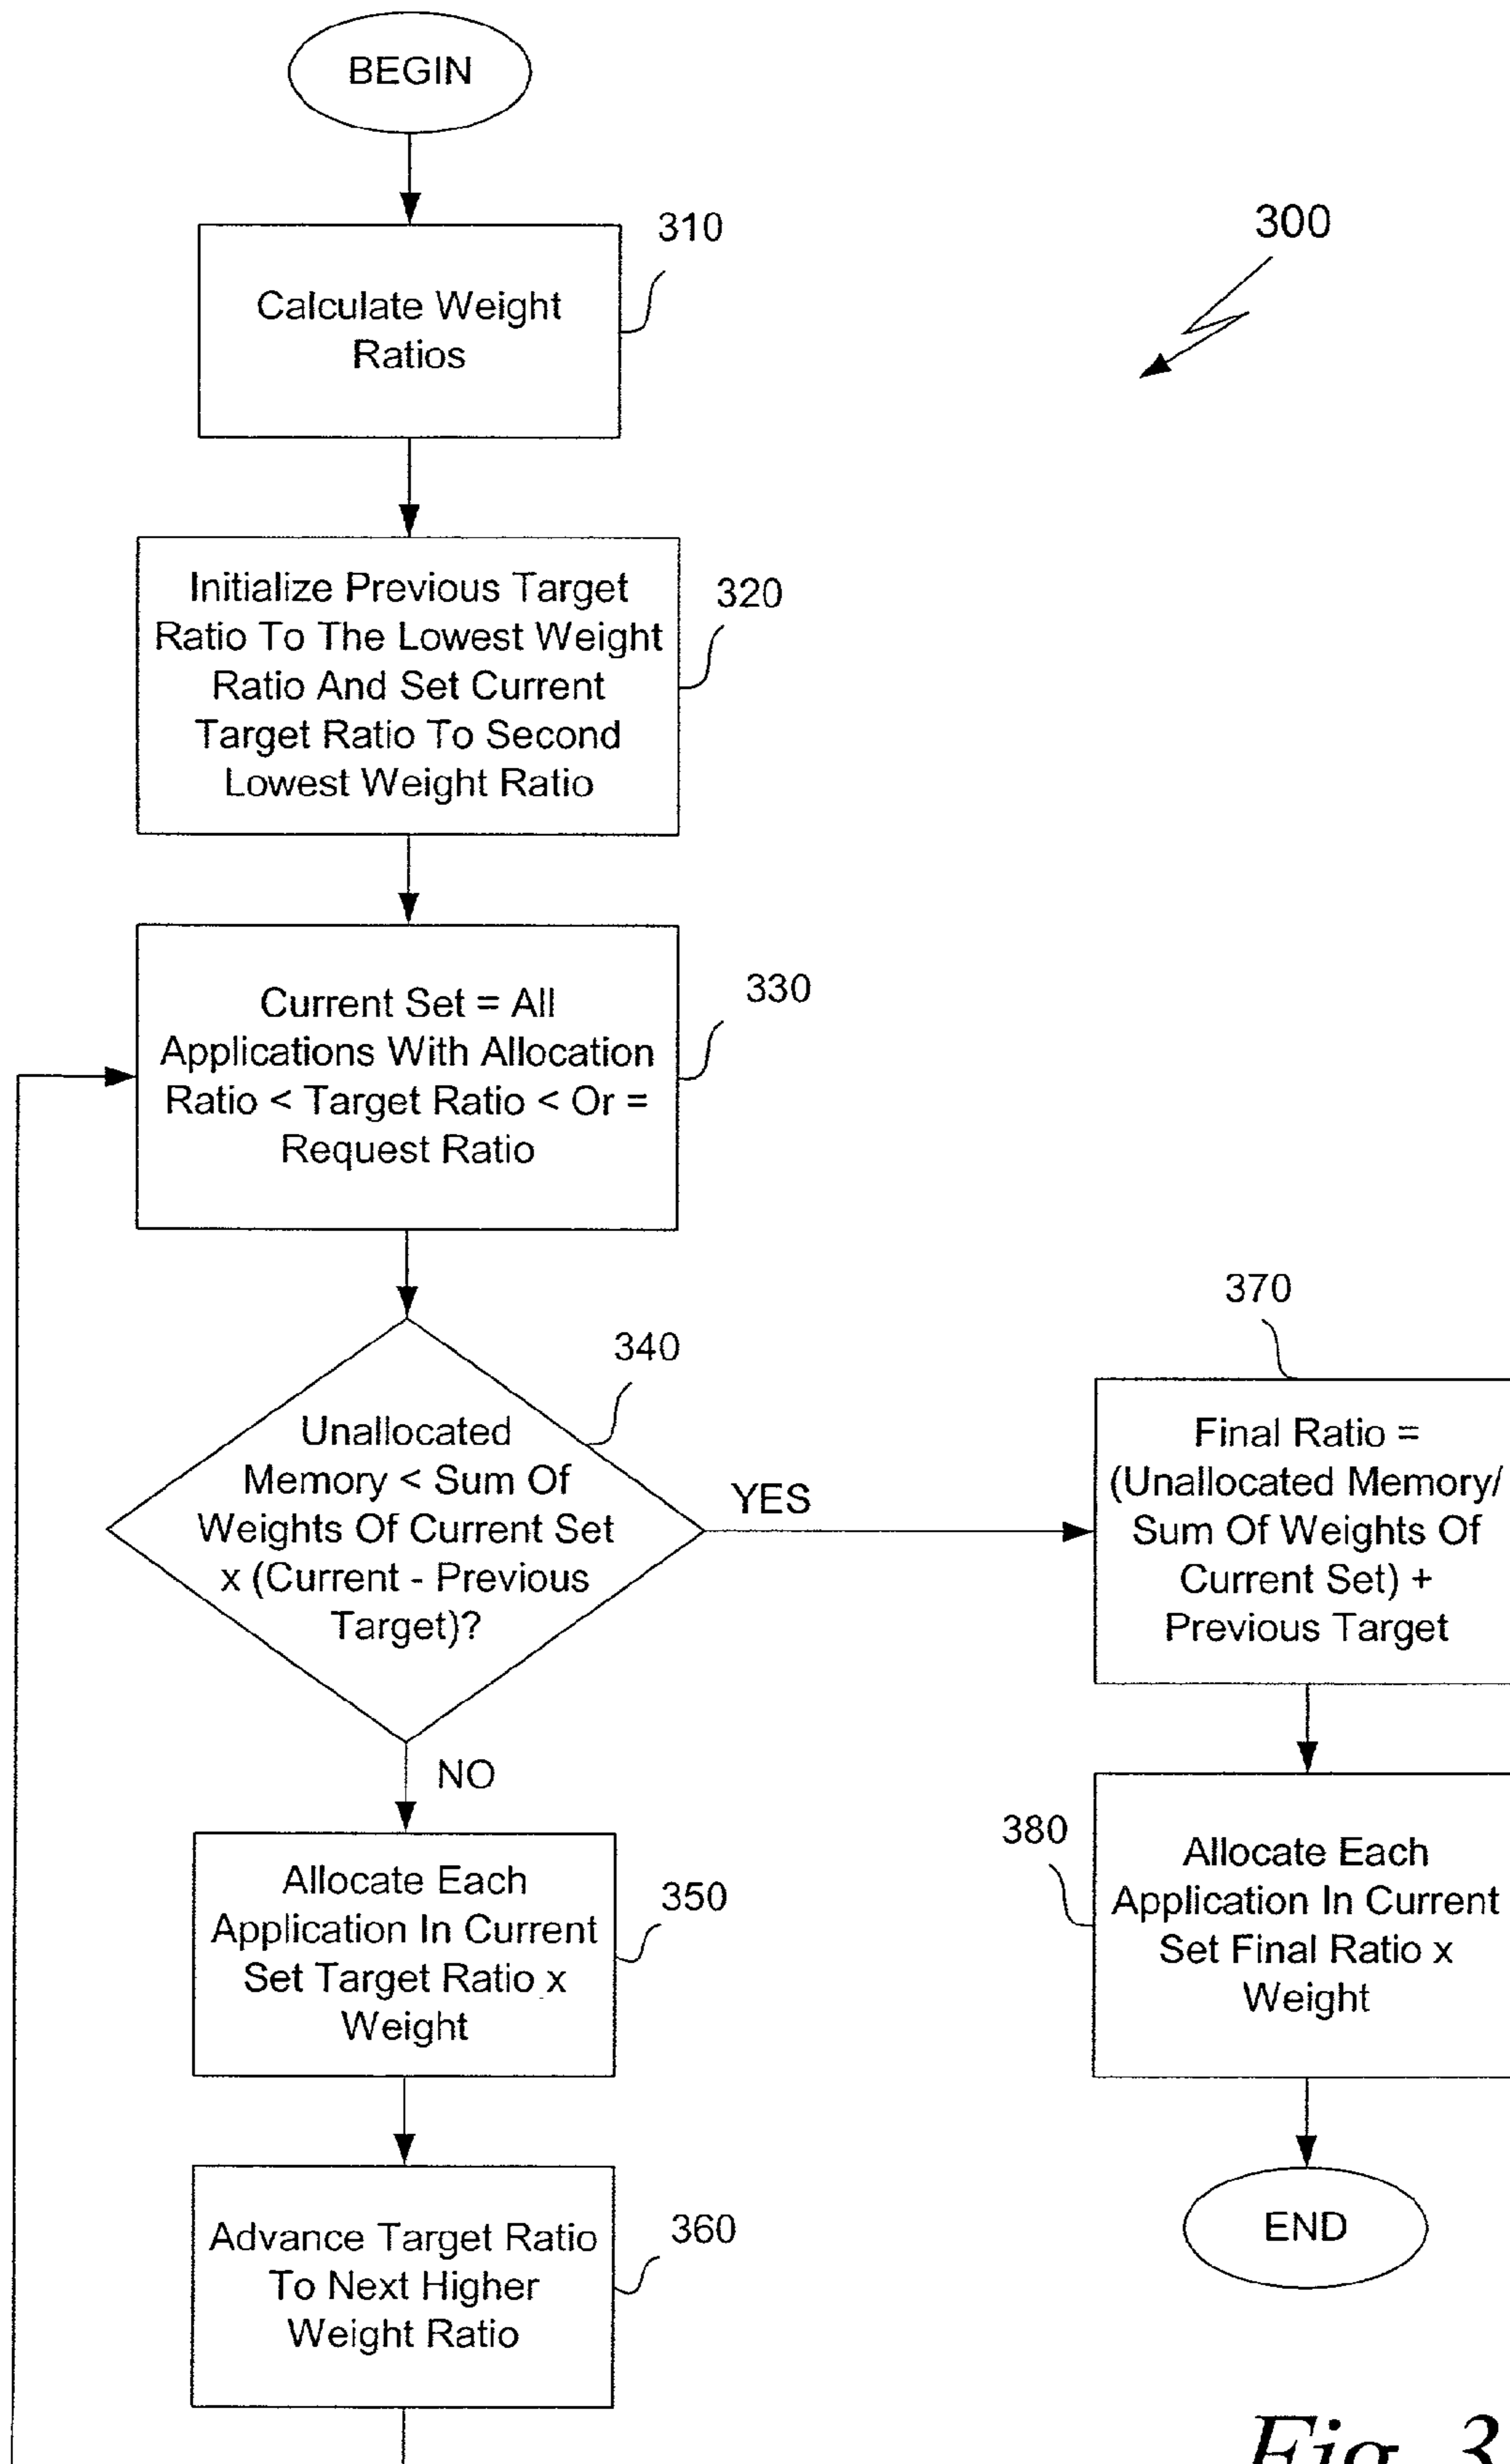 BEGIN
310
Calculate Weight
Ratios
300
Initialize Previous Target
Ratio To The Lowest Weight
Ratio And Set Current
Target Ratio To Second
Lowest Weight Ratio
320
Current Set = All
Applications With Allocation
Ratio < Target Ratio < Or =
Request Ratio
330
340
Unallocated
Memory < Sum Of
Weights Of Current Set
x (Current - Previous
Target)?
YES
NO
370
Final Ratio =
(Unallocated Memory/
Sum Of Weights Of
Current Set) +
Previous Target
Allocate Each
Application In Current
Set Target Ratio x
Weight
350
380
Allocate Each
Application In Current
Set Final Ratio x
Weight
Advance Target Ratio
To Next Higher
Weight Ratio
360
END
Fig. 3